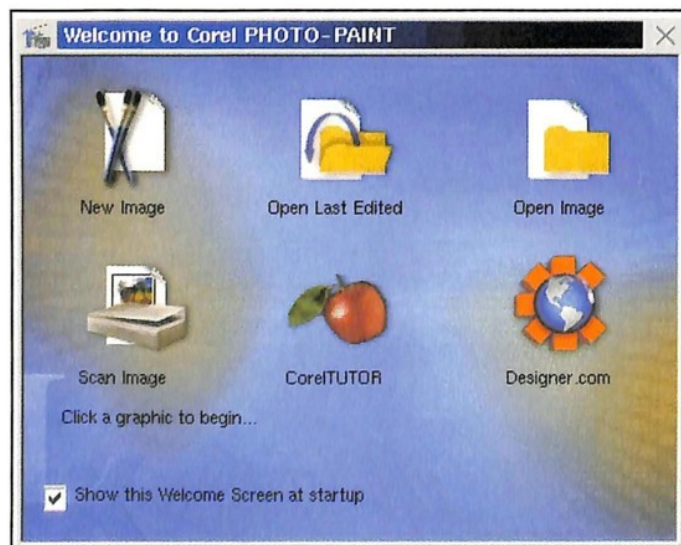 Welcome to Corel PHOTO-PAINT
New Image
Open Last Edited
Open Image
Scan Image
CorelTUTOR
Designer.com
Click a graphic to begin...
Show this Welcome Screen at startup